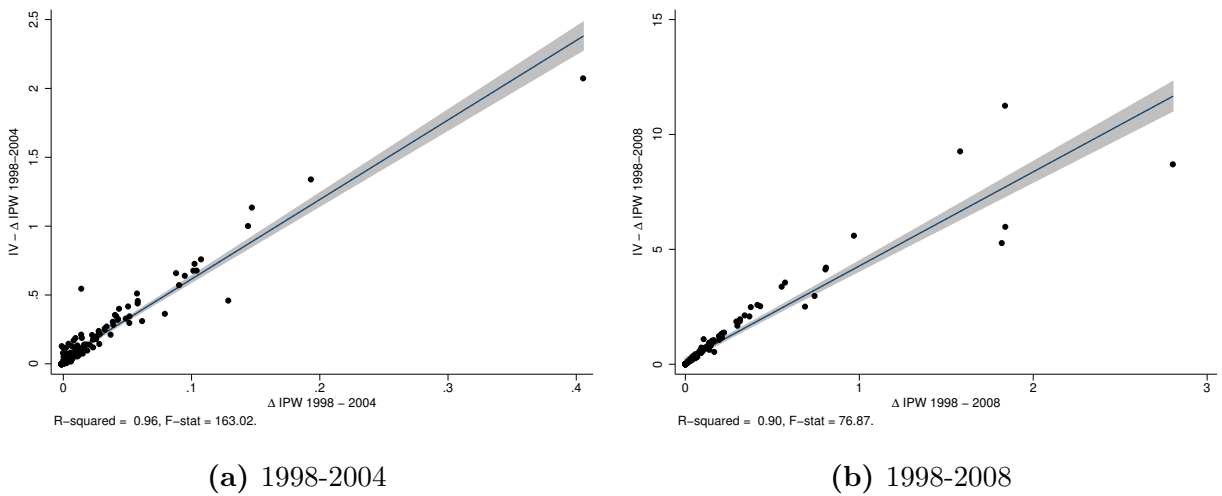 2.5
2
1.5
1
.5
0
IV − Δ IPW 1998−2004
0
.1
.2
.3
.4
Δ IPW 1998 − 2004
R−squared = 0.96, F−stat = 163.02.
(a) 1998-2004
15
10
5
0
IV − Δ IPW 1998−2008
0
1
2
3
Δ IPW 1998 − 2008
R−squared = 0.90, F−stat = 76.87.
(b) 1998-2008